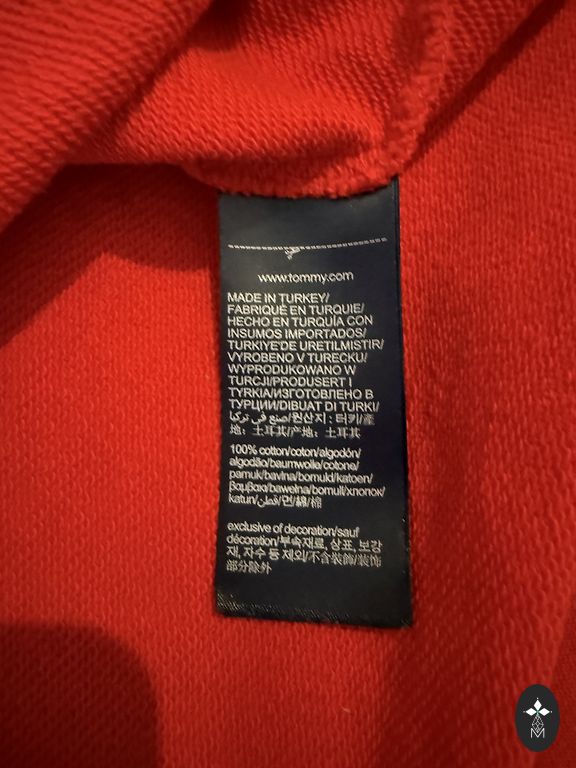 www.tommy.com
MADE IN TURKEY/
FABRIQUÉ EN TURQUIE/
HECHO EN TURQUÍA CON
INSUMOS IMPORTADOS/
TURKIYE'DE URETILMISTIR/
VYROBENO V TURECKU/
WYPRODUKOWANO W
TURCJI/PRODUSERT I
TYRKIA/ИЗГОТОВЛЕНО В
ТУРЦИИ/DIBUAT DI TURKI/
صنع في تركيا/원산지 : 터키/產
地：土耳其/产地：土耳其
100% cotton/coton/algodón/
algodão/baumwolle/cotone/
pamuk/bavlna/bomuld/katoen/
βαμβακι/bawełna/bomull/хлопок/
katun/قطن/면/綿/棉
exclusive of decoration/sauf
décoration/부속재료, 상표, 보강
재, 자수 등 제외/不含裝飾/装饰
部分除外
M